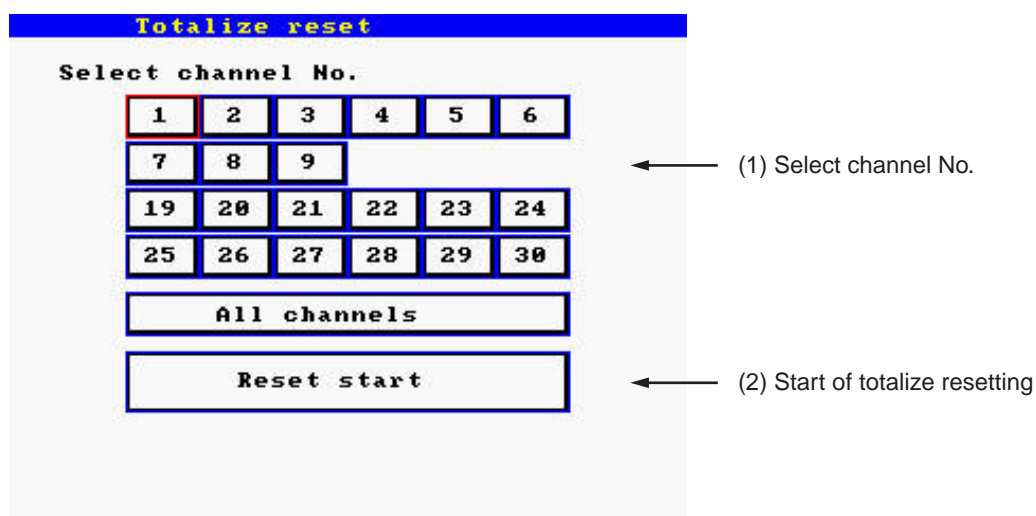 Totalize reset
Select channel No.
1 2 3 4 5 6
7 8 9
(1) Select channel No.
19 20 21 22 23 24
25 26 27 28 29 30
All channels
Reset start
(2) Start of totalize resetting